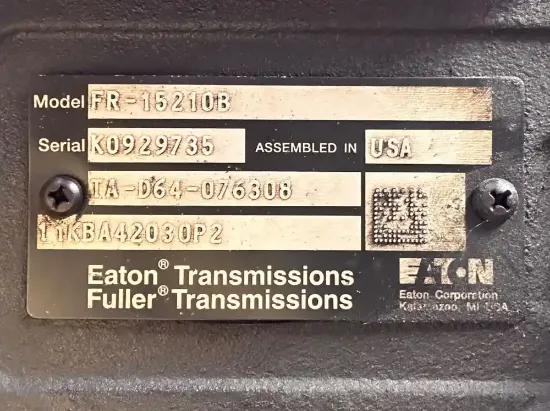 Model FR-15210B
Serial K0929735 ASSEMBLED IN USA
TA-D64-076308
11KBA42030P2
Eaton® Transmissions
Fuller® Transmissions
EATON
Eaton Corporation
Kalamazoo, MI USA